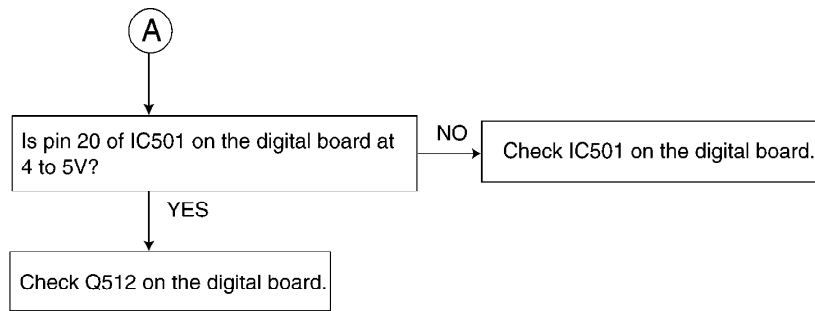 A
Is pin 20 of IC501 on the digital board at
4 to 5V?
NO
Check IC501 on the digital board.
YES
Check Q512 on the digital board.